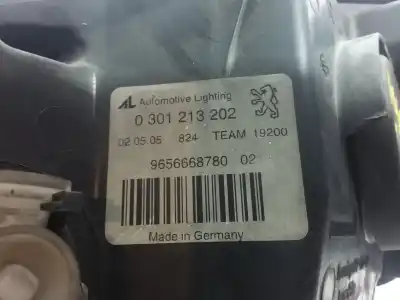 AL Automotive Lighting
0 301 213 202
02.05.05 824 TEAM 19200
9656668780 02
Made in Germany